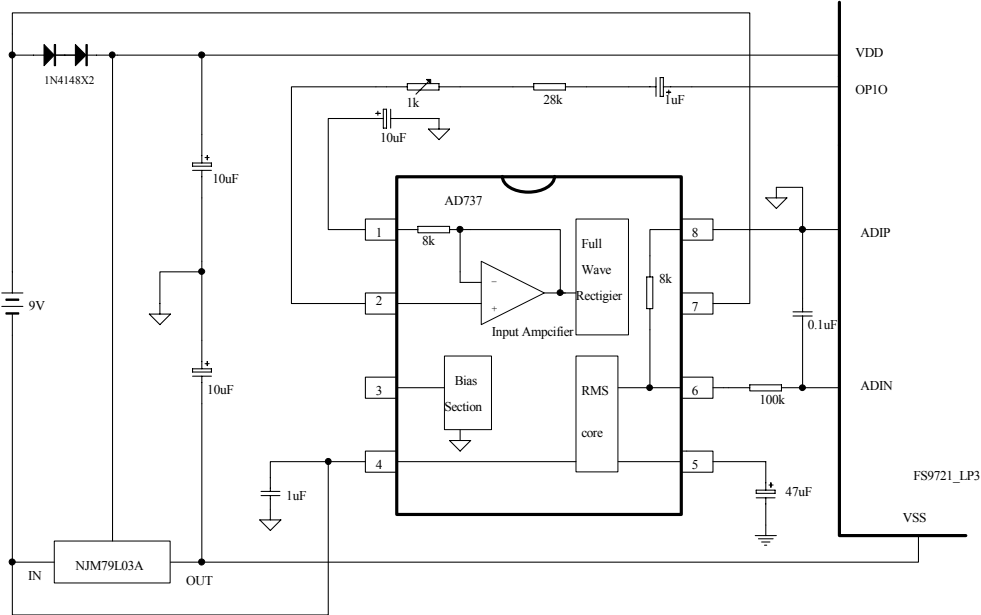 VDD
1N4148X2
OP1O
1k
28k
1uF
10uF
10uF
AD737
1
8k
Full
Wave
Rectigier
8
8k
ADIP
9V
2
−
+
Input Ampcifier
7
0.1uF
10uF
3
Bias
Section
RMS
core
6
100k
ADIN
4
5
1uF
47uF
FS9721_LP3
VSS
IN
NJM79L03A
OUT